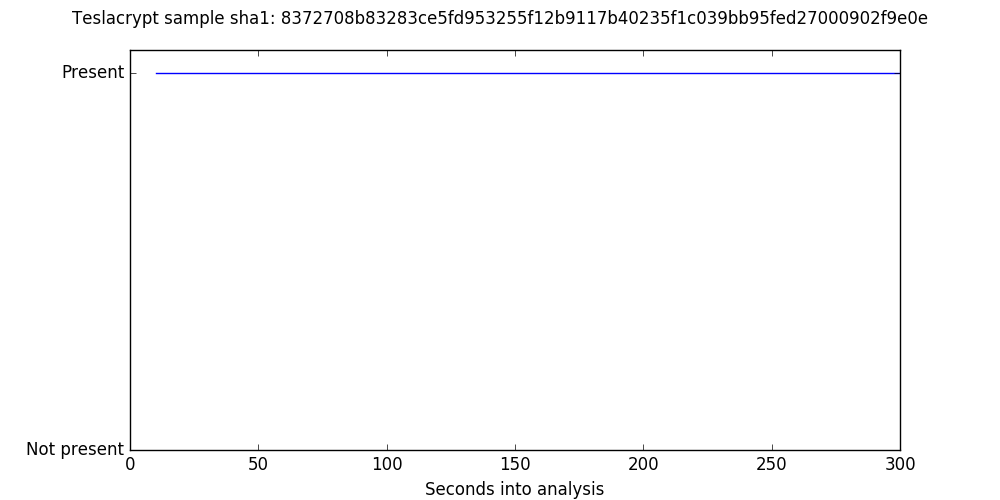 Teslacrypt sample sha1: 8372708b83283ce5fd953255f12b9117b40235f1c039bb95fed27000902f9e0e
Present
Not present
0 50 100 150 200 250 300
Seconds into analysis